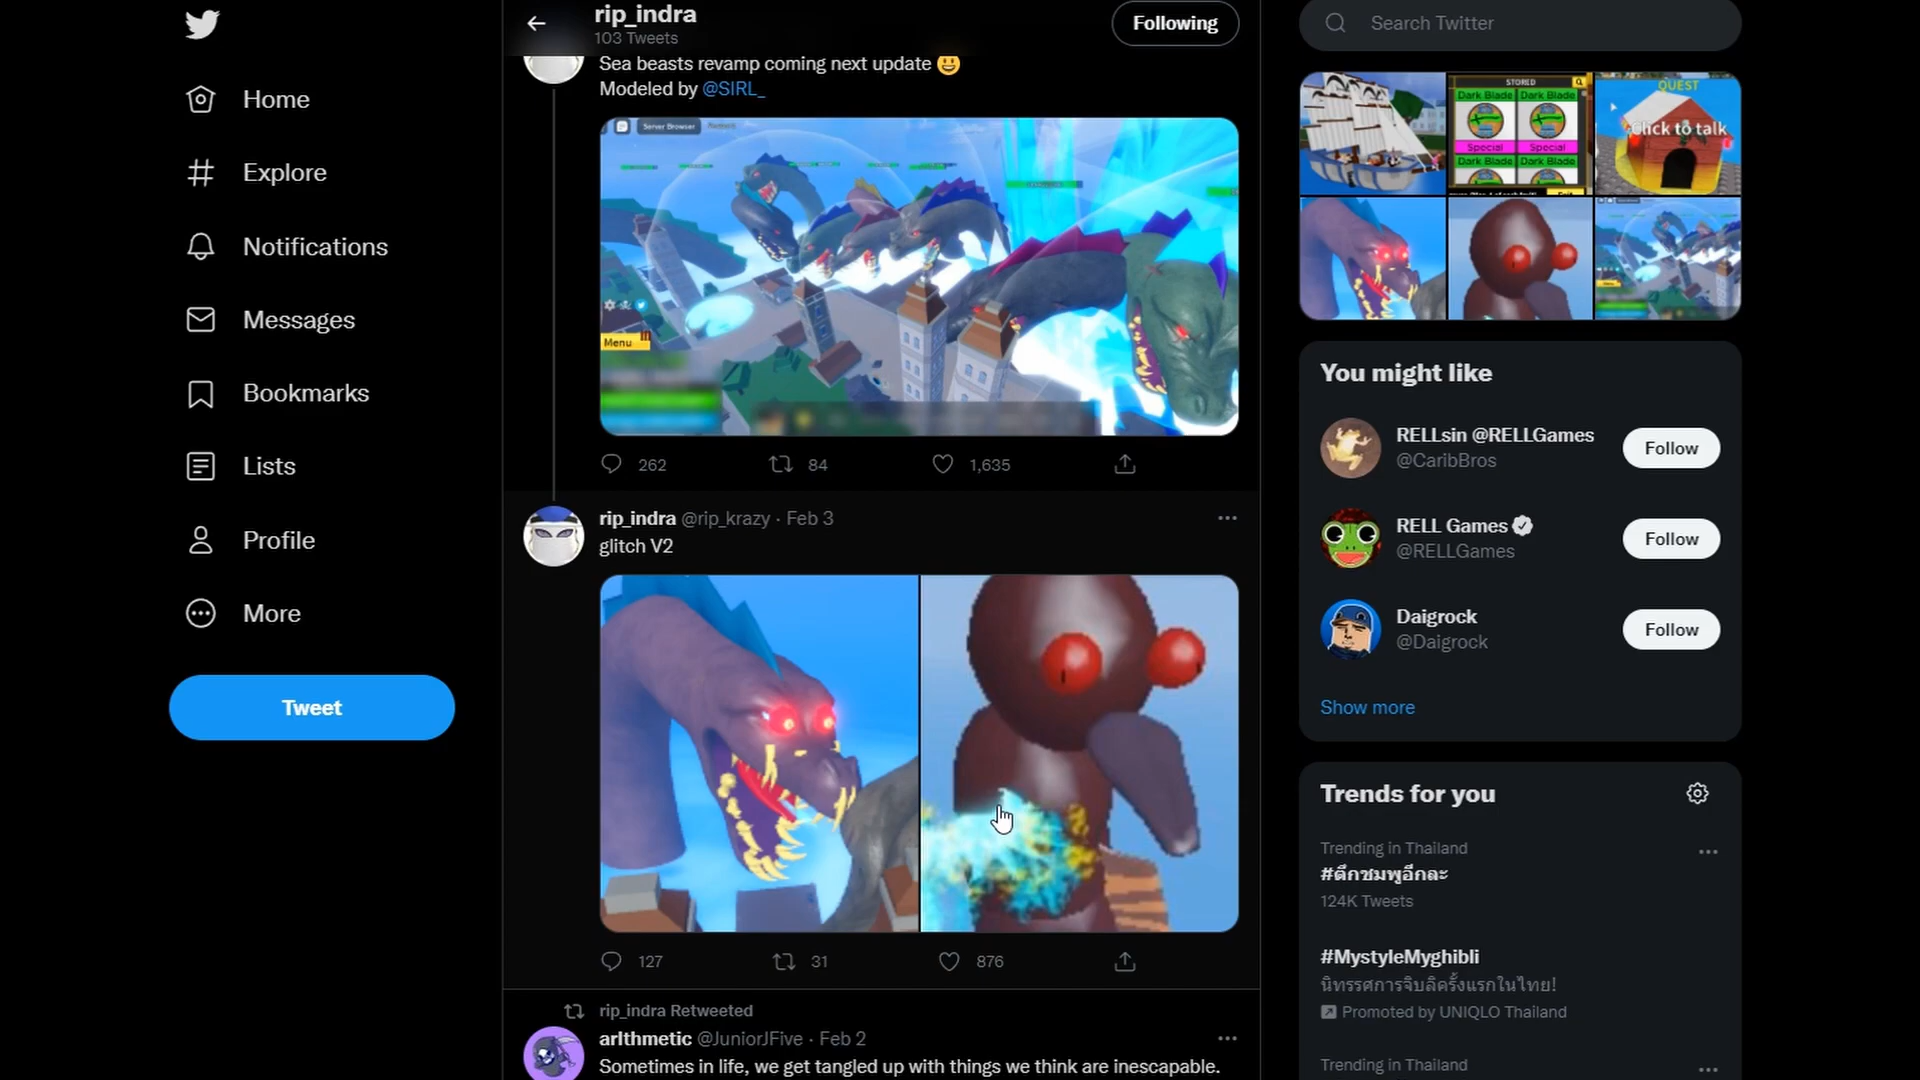 Home
Explore
Notifications
Messages
Bookmarks
Lists
Profile
More
Tweet
rip_indra
103 Tweets
Following
Sea beasts revamp coming next update 😃
Modeled by @SIRL_
Server Browser
Menu
262
84
1,635
rip_indra @rip_krazy · Feb 3
glitch V2
127
31
876
rip_indra Retweeted
arlthmetic @JuniorJFive · Feb 2
Sometimes in life, we get tangled up with things we think are inescapable.
Search Twitter
STORED
Dark Blade Dark Blade
Special Special
Dark Blade Dark Blade
QUEST
Click to talk
You might like
RELLsin @RELLGames
@CaribBros
Follow
RELL Games
@RELLGames
Follow
Daigrock
@Daigrock
Follow
Show more
Trends for you
Trending in Thailand
#ตึกชมพูอีกละ
124K Tweets
#MystyleMyghibli
นิทรรศการจิบลิครั้งแรกในไทย!
Promoted by UNIQLO Thailand
Trending in Thailand